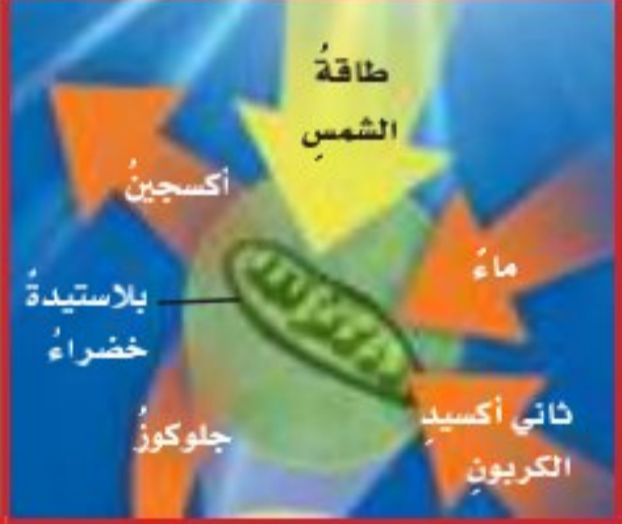 طاقةُ
الشمسِ
أكسجينُ
ماءُ
بلاستيدةُ
خضراءُ
ثاني أكسيدِ
الكربونِ
جلوكوزُ